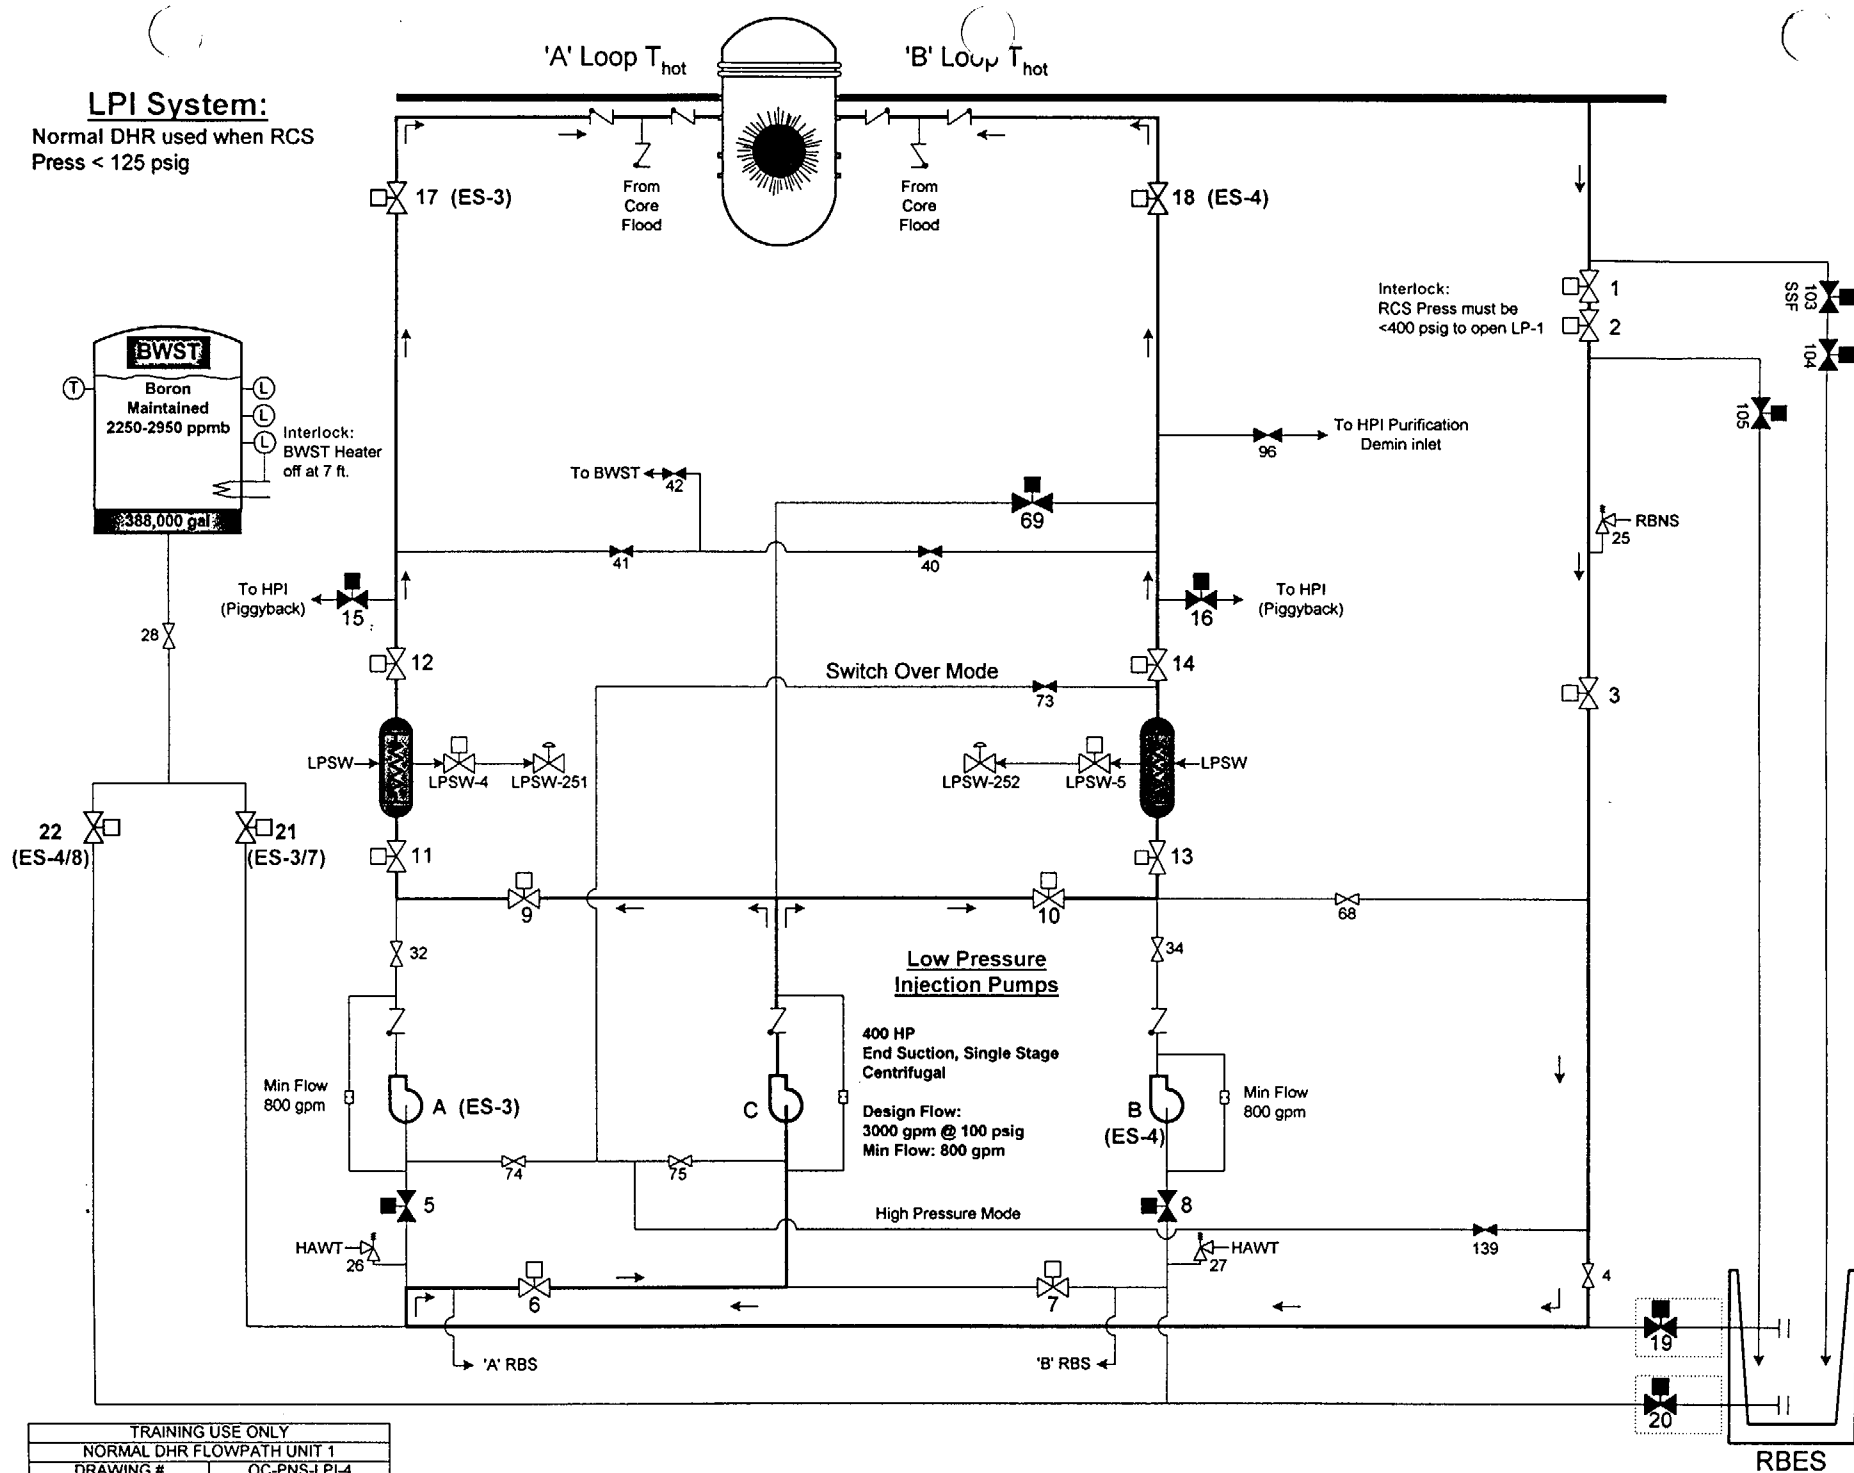 'A' Loop Thot
'B' Loop Thot
LPI System:
Normal DHR used when RCS
Press < 125 psig
17 (ES-3)
From
Core
Flood
From
Core
Flood
18 (ES-4)
Interlock:
RCS Press must be
<400 psig to open LP-1
1
2
103
SSF
104
105
BWST
T
L
L
L
Boron
Maintained
2250-2950 ppmb
Interlock:
BWST Heater
off at 7 ft.
388,000 gal
To BWST
42
69
96
To HPI Purification
Demin inlet
RBNS
25
41
40
To HPI
(Piggyback)
15
16
To HPI
(Piggyback)
28
12
Switch Over Mode
14
73
3
LPSW
LPSW-4
LPSW-251
LPSW-252
LPSW-5
LPSW
22
(ES-4/8)
21
(ES-3/7)
11
13
9
10
68
32
34
Low Pressure
Injection Pumps
400 HP
End Suction, Single Stage
Centrifugal
Design Flow:
3000 gpm @ 100 psig
Min Flow: 800 gpm
Min Flow
800 gpm
A (ES-3)
C
B
(ES-4)
Min Flow
800 gpm
74
75
5
8
High Pressure Mode
139
HAWT
26
27
HAWT
6
7
4
19
'A' RBS
'B' RBS
20
RBES
TRAINING USE ONLY
NORMAL DHR FLOWPATH UNIT 1
DRAWING # OC-PNS-LPI-4